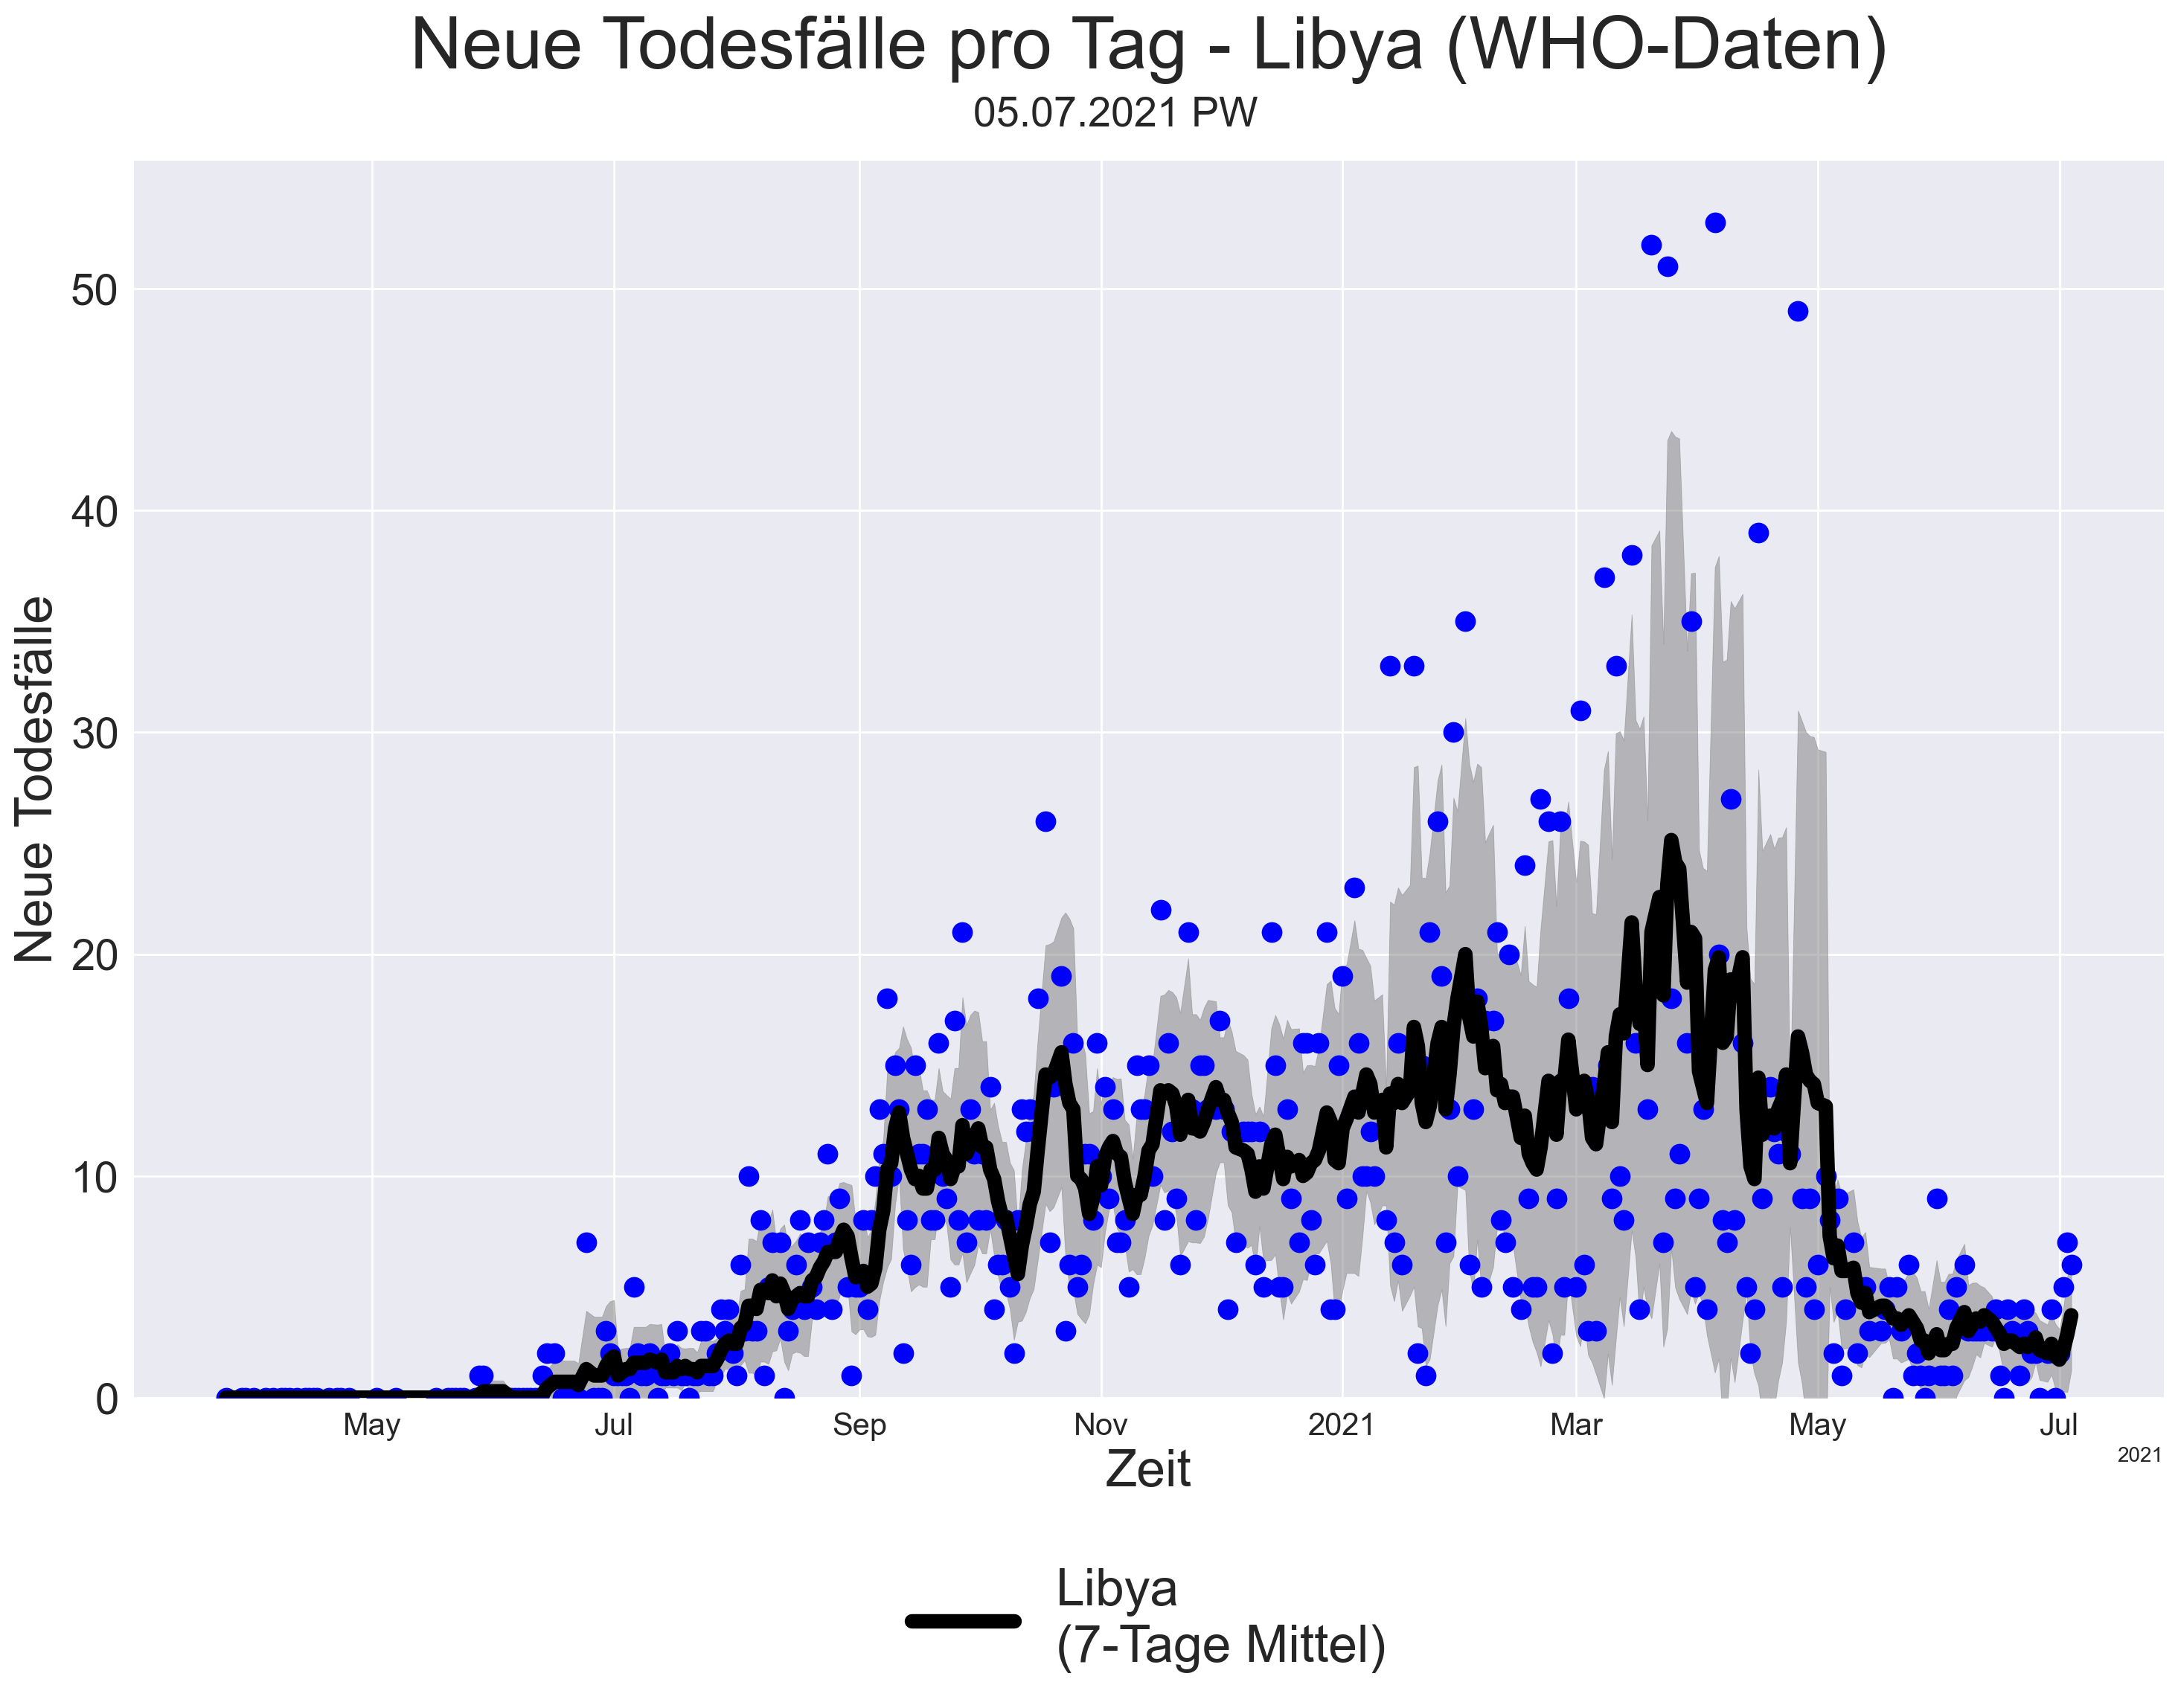 Neue Todesfälle pro Tag - Libya (WHO-Daten)
05.07.2021 PW
Neue Todesfälle
50
40
30
20
10
0
May Jul Sep Nov 2021 Mar May Jul
2021
Zeit
Libya
(7-Tage Mittel)